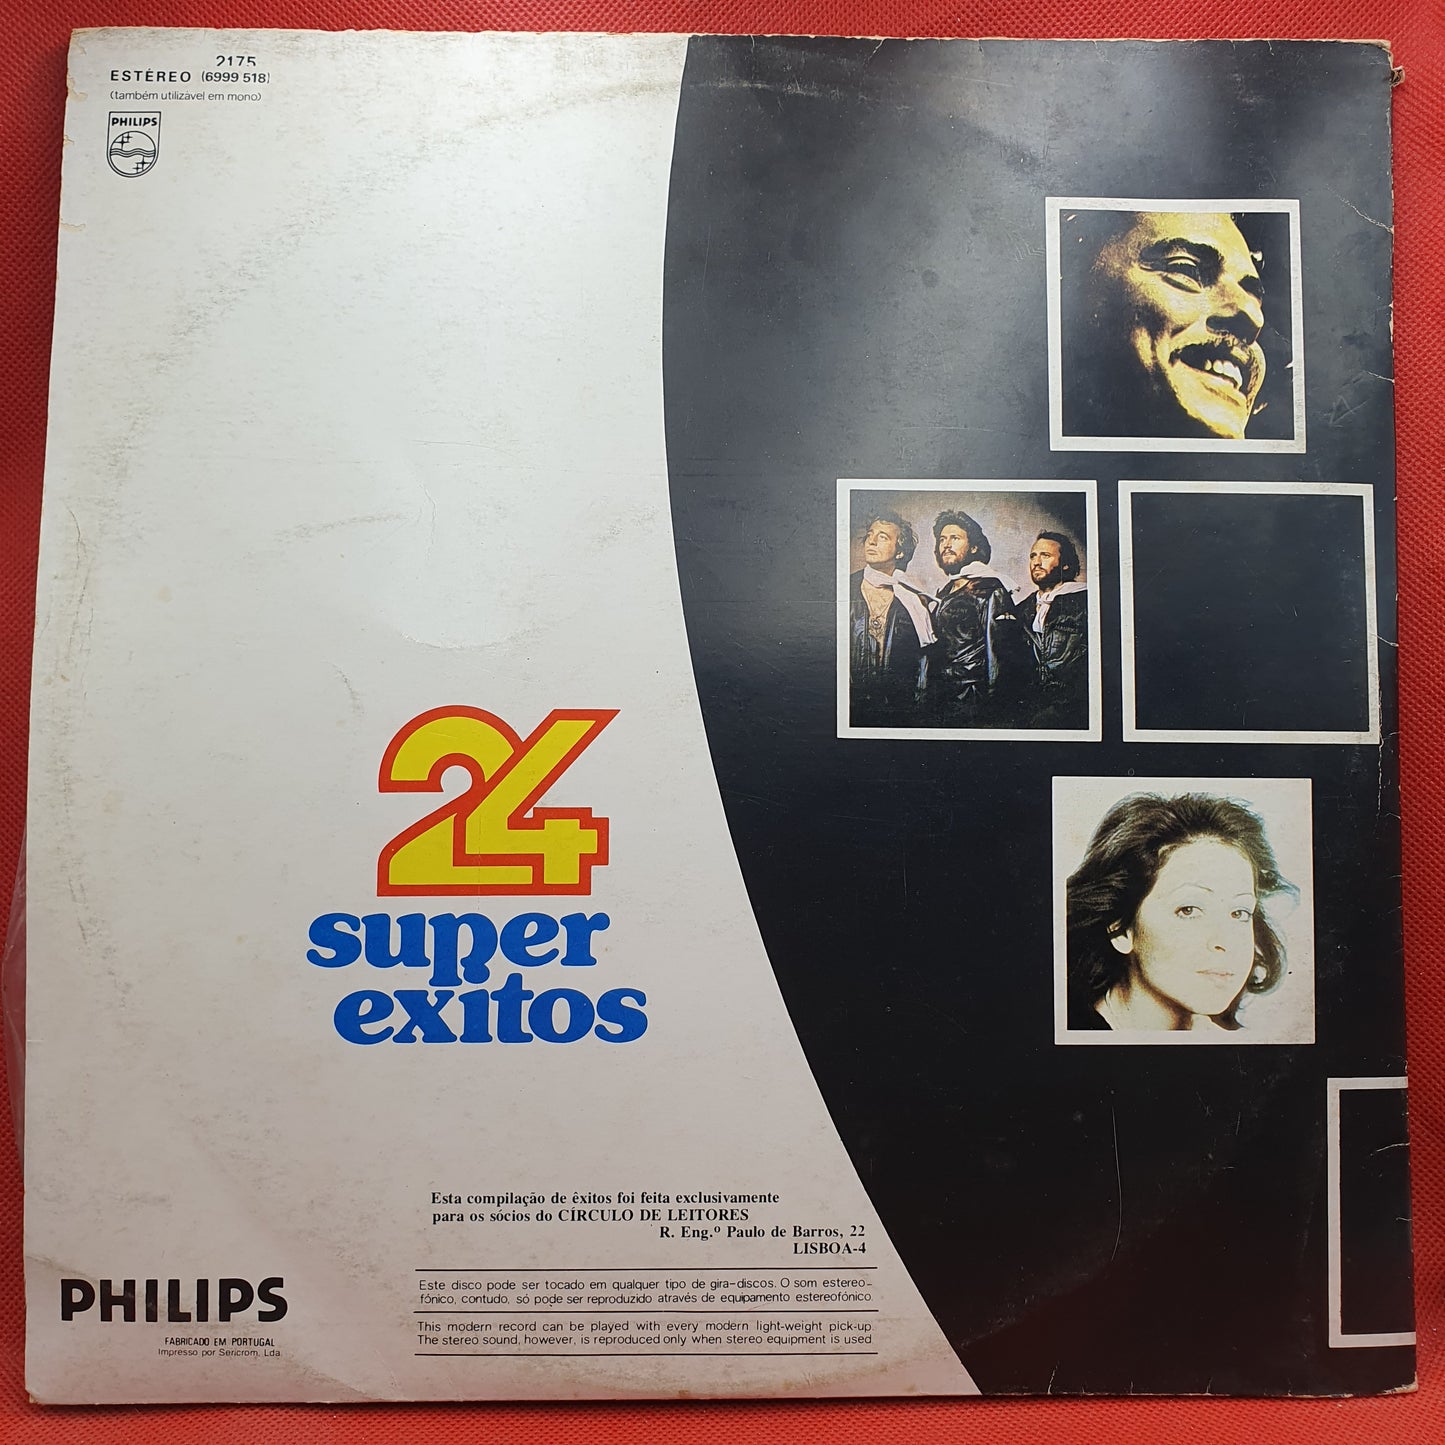 2175
ESTÉREO (6999 518)
(também utilizável em mono)
PHILIPS
24
super
exitos
Esta compilação de êxitos foi feita exclusivamente
para os sócios do CÍRCULO DE LEITORES
R. Eng.º Paulo de Barros, 22
LISBOA-4
Este disco pode ser tocado em qualquer tipo de gira-discos. O som estereo-
fónico, contudo, só pode ser reproduzido através de equipamento estereofónico.
This modern record can be played with every modern light-weight pick-up.
The stereo sound, however, is reproduced only when stereo equipment is used
PHILIPS
FABRICADO EM PORTUGAL
Impresso por Sericrom, Lda.